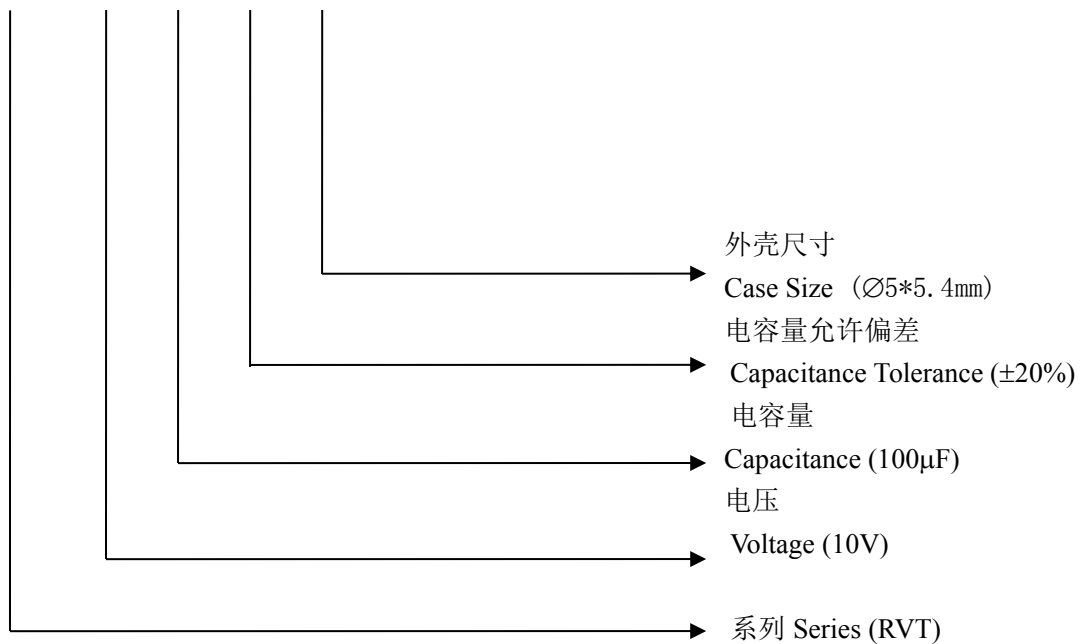 外壳尺寸
Case Size (∅5*5.4mm)
电容量允许偏差
Capacitance Tolerance (±20%)
电容量
Capacitance (100μF)
电压
Voltage (10V)
系列 Series (RVT)